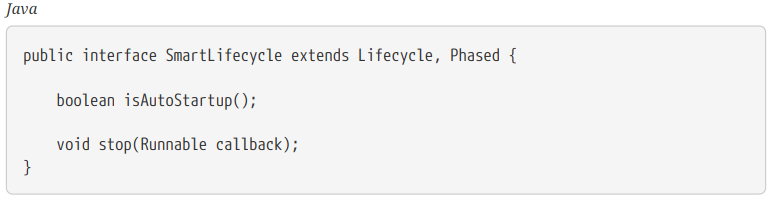 Java
public interface SmartLifecycle extends Lifecycle, Phased {
    boolean isAutoStartup();
    void stop(Runnable callback);
}